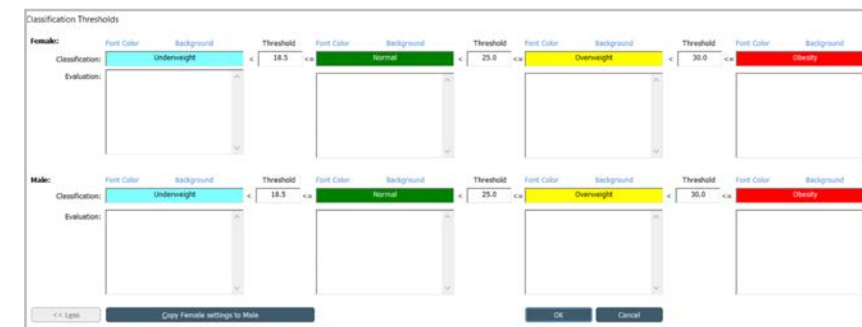 Classification Thresholds
Female: Font Color Background Threshold Font Color Background Threshold Font Color Background Threshold Font Color Background
Classification: Underweight < 18.5 <= Normal < 25.0 <= Overweight < 30.0 <= Obesity
Evaluation:
Male: Font Color Background Threshold Font Color Background Threshold Font Color Background Threshold Font Color Background
Classification: Underweight < 18.5 <= Normal < 25.0 <= Overweight < 30.0 <= Obesity
Evaluation:
<< Less Copy Female settings to Male OK Cancel